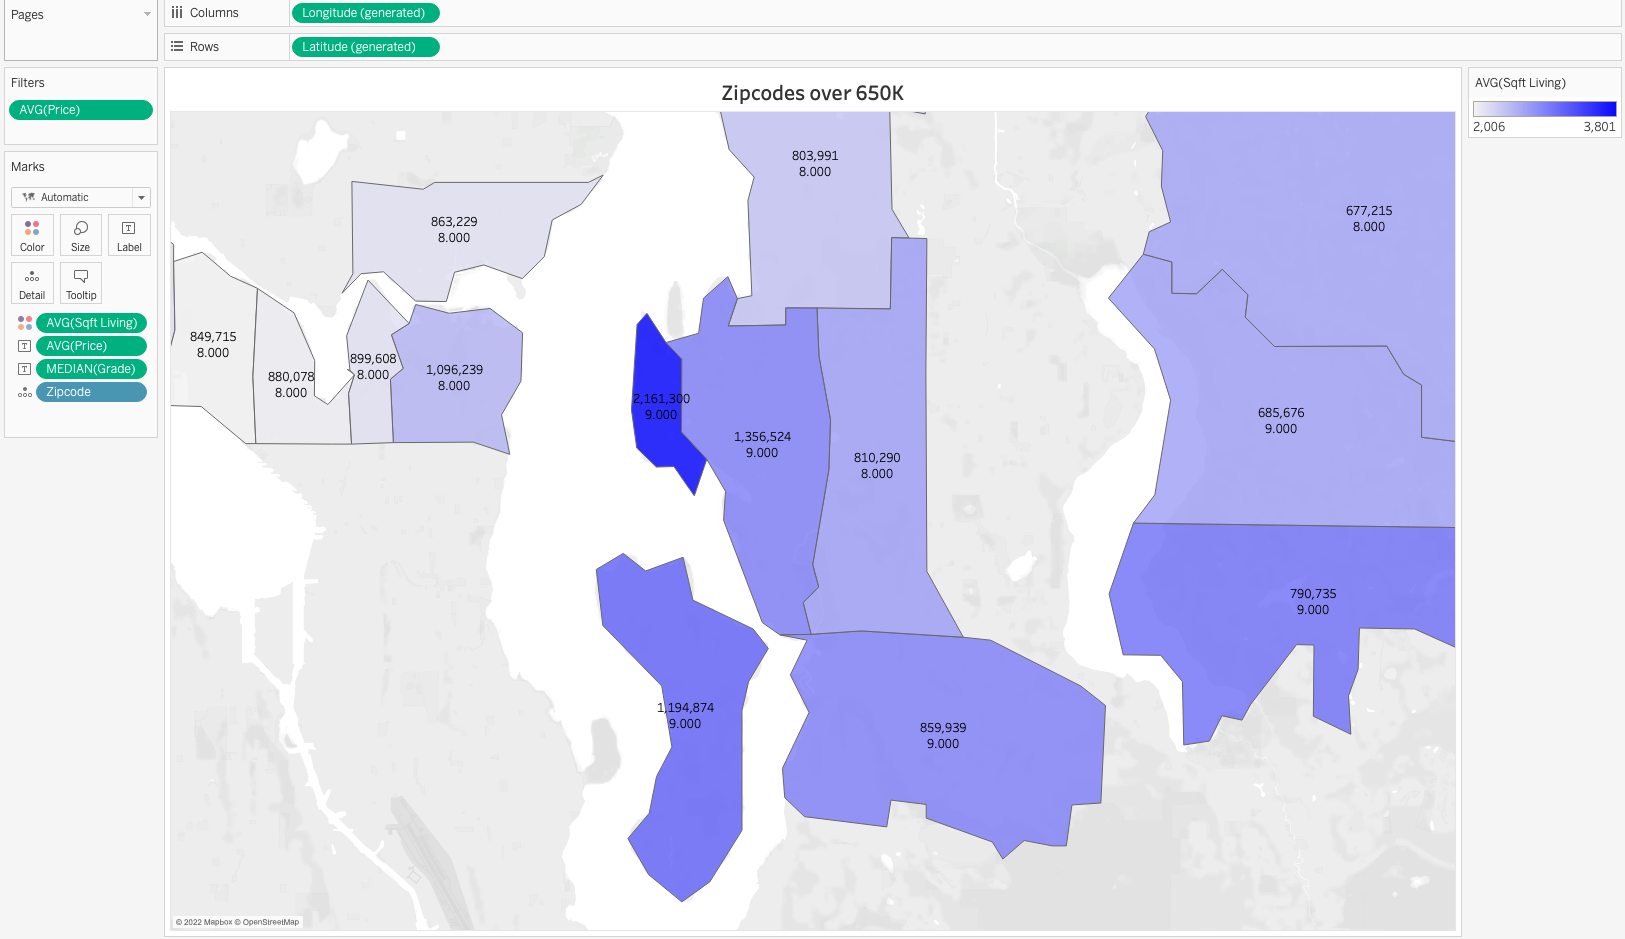 Pages
Columns
Longitude (generated)
Rows
Latitude (generated)
Filters
AVG(Price)
Marks
Automatic
Color
Size
Label
Detail
Tooltip
AVG(Sqft Living)
AVG(Price)
MEDIAN(Grade)
Zipcode
Zipcodes over 650K
803,991
8.000
677,215
8.000
863,229
8.000
849,715
8.000
880,078
8.000
899,608
8.000
1,096,239
8.000
2,161,300
9.000
1,356,524
9.000
810,290
8.000
685,676
9.000
790,735
9.000
1,194,874
9.000
859,939
9.000
© 2022 Mapbox © OpenStreetMap
AVG(Sqft Living)
2,006
3,801